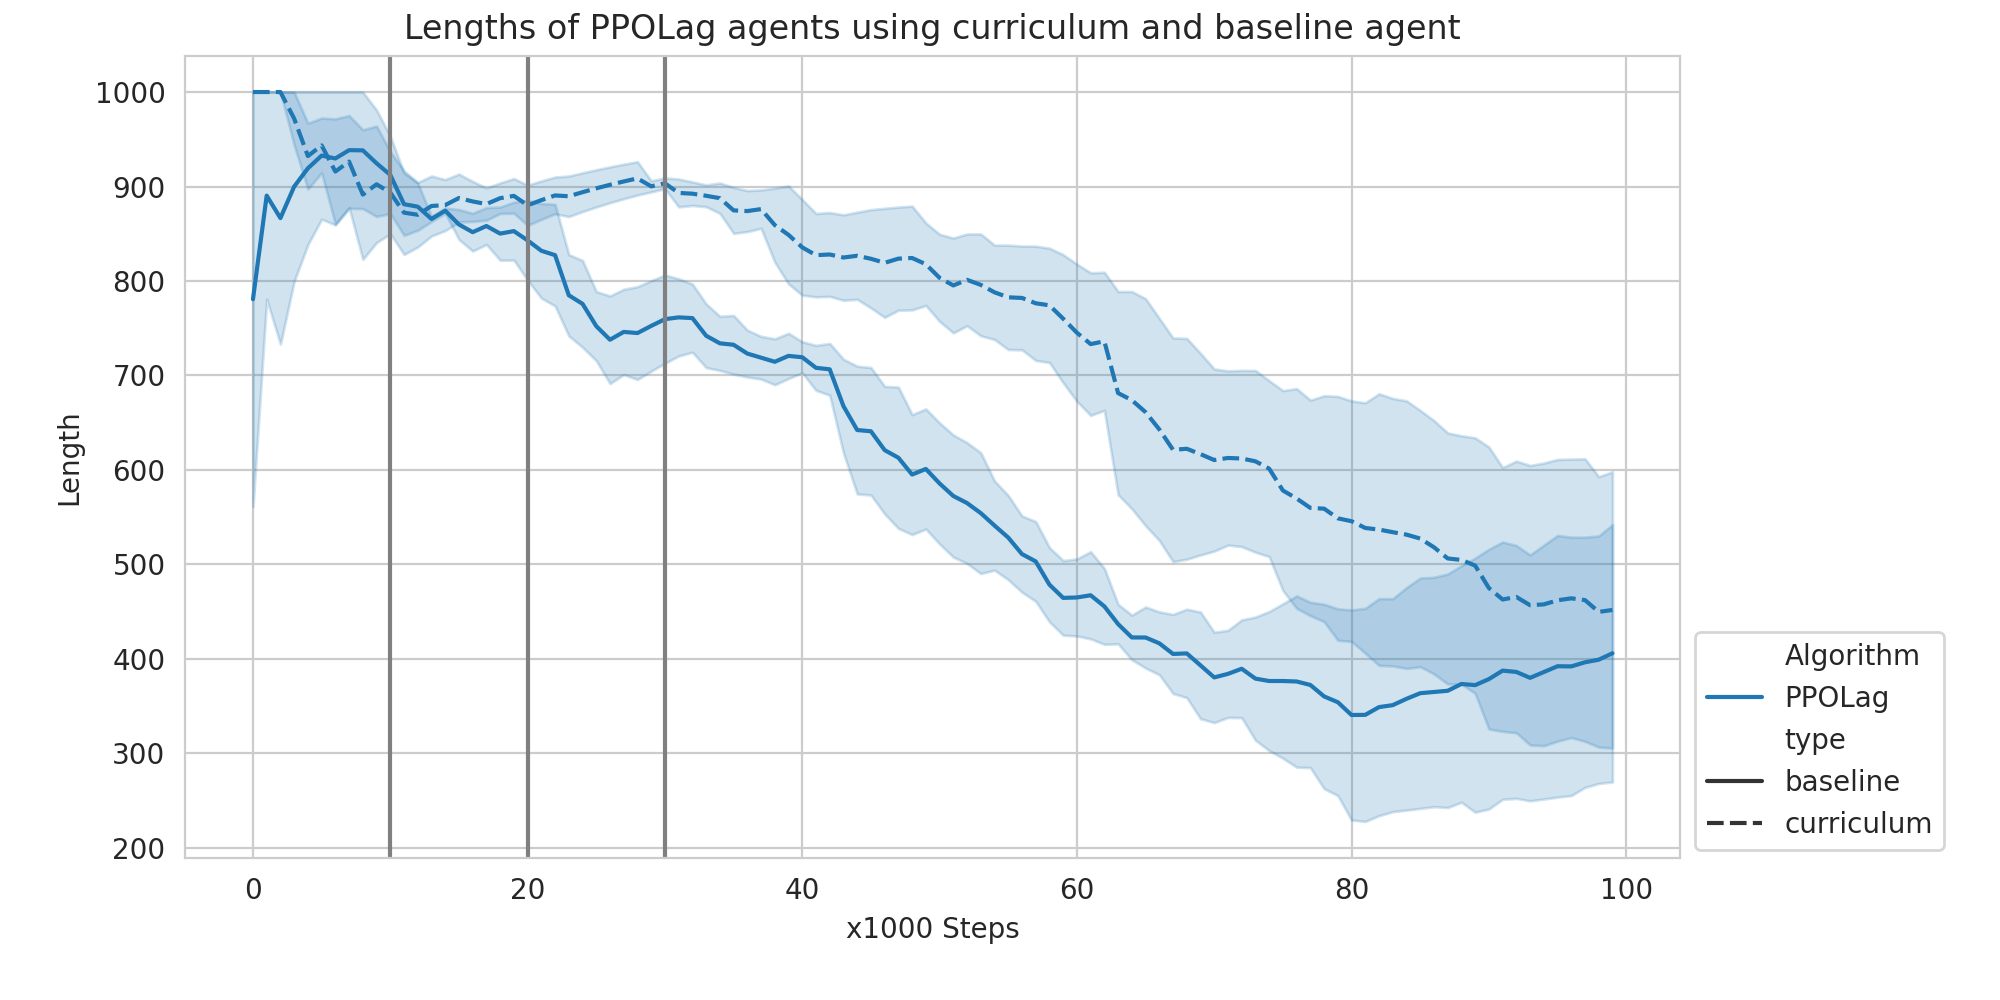 Lengths of PPOLag agents using curriculum and baseline agent
1000
900
800
700
600
500
400
300
200
Length
0
20
40
60
80
100
x1000 Steps
Algorithm
PPOLag
type
baseline
curriculum